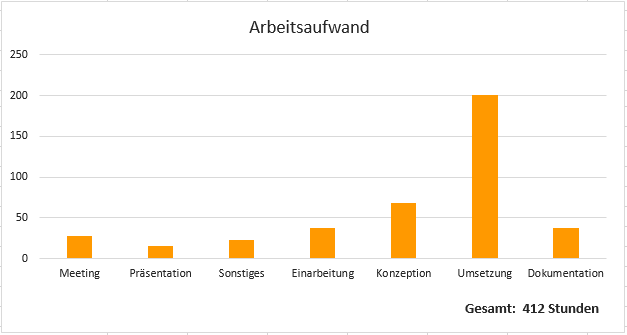 Arbeitsaufwand
250
200
150
100
50
0
Meeting Präsentation Sonstiges Einarbeitung Konzeption Umsetzung Dokumentation
Gesamt: 412 Stunden